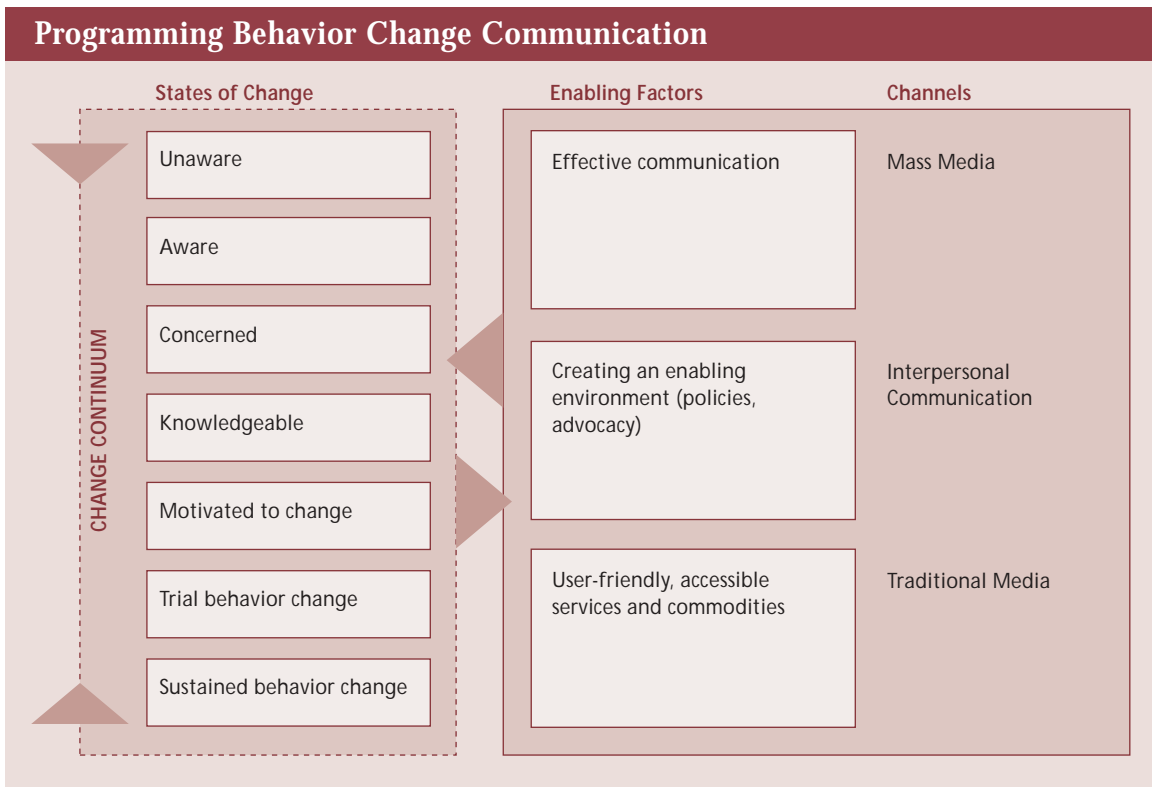 Programming Behavior Change Communication
States of Change
Enabling Factors
Channels
CHANGE CONTINUUM
Unaware
Aware
Concerned
Knowledgeable
Motivated to change
Trial behavior change
Sustained behavior change
Effective communication
Mass Media
Creating an enabling
environment (policies,
advocacy)
Interpersonal
Communication
User-friendly, accessible
services and commodities
Traditional Media